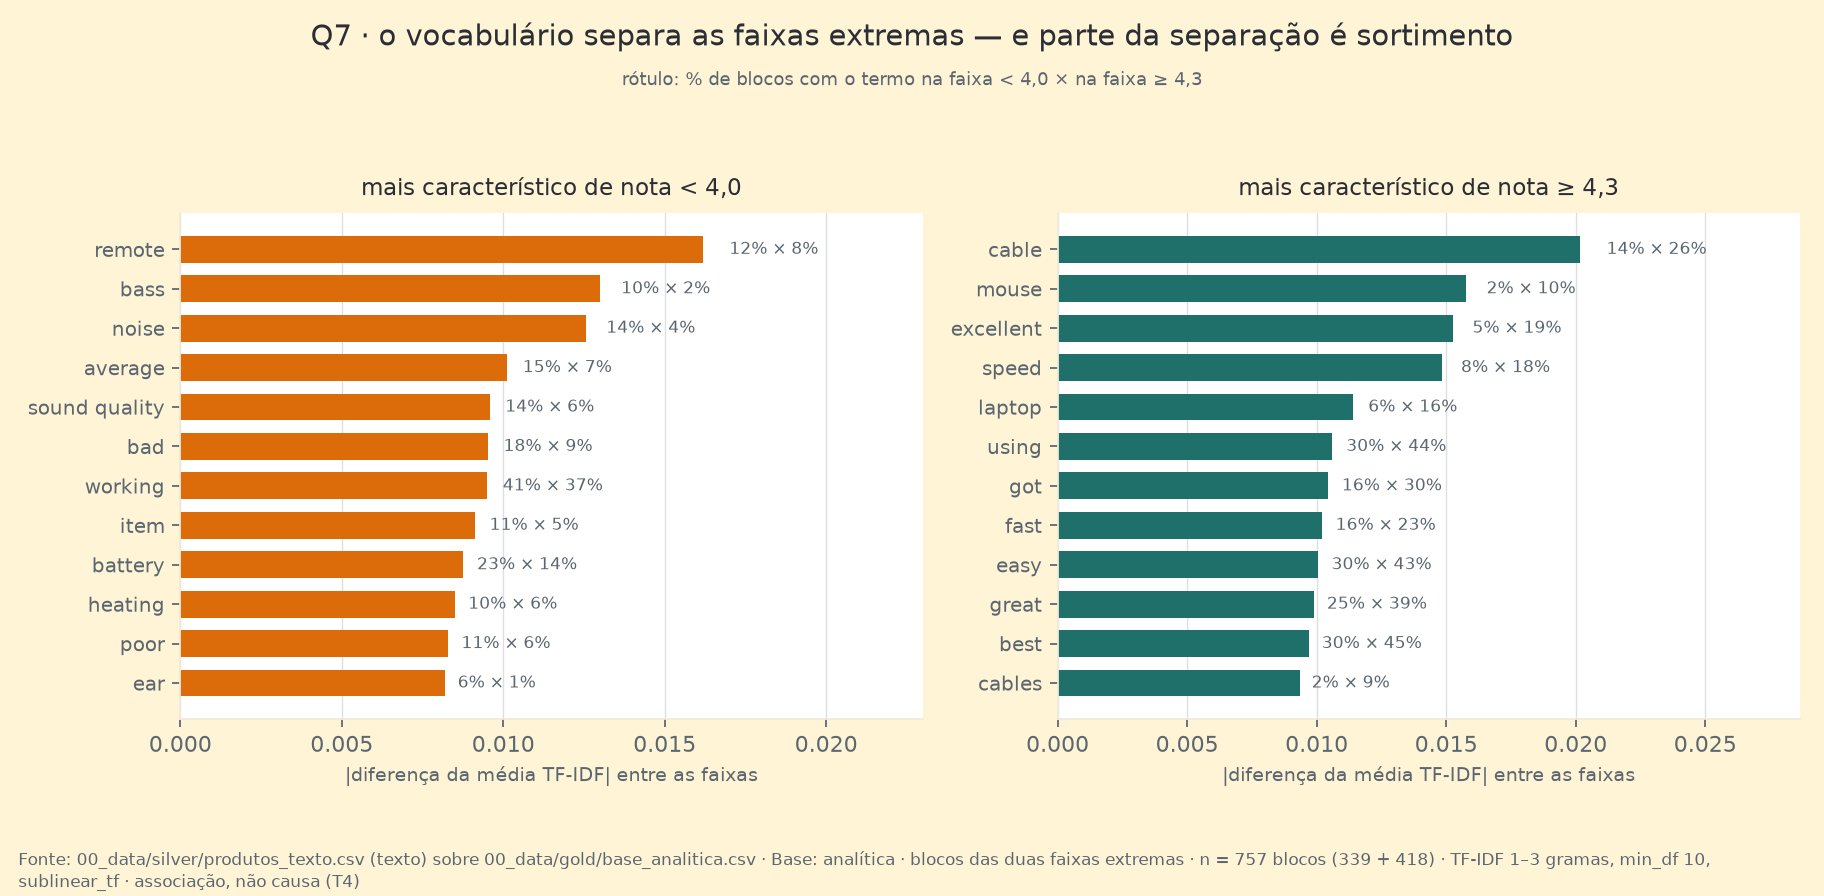 Q7 · o vocabulário separa as faixas extremas — e parte da separação é sortimento
rótulo: % de blocos com o termo na faixa < 4,0 × na faixa ≥ 4,3
mais característico de nota < 4,0
remote 12% × 8%
bass 10% × 2%
noise 14% × 4%
average 15% × 7%
sound quality 14% × 6%
bad 18% × 9%
working 41% × 37%
item 11% × 5%
battery 23% × 14%
heating 10% × 6%
poor 11% × 6%
ear 6% × 1%
0.000 0.005 0.010 0.015 0.020
|diferença da média TF-IDF| entre as faixas
mais característico de nota ≥ 4,3
cable 14% × 26%
mouse 2% × 10%
excellent 5% × 19%
speed 8% × 18%
laptop 6% × 16%
using 30% × 44%
got 16% × 30%
fast 16% × 23%
easy 30% × 43%
great 25% × 39%
best 30% × 45%
cables 2% × 9%
0.000 0.005 0.010 0.015 0.020 0.025
|diferença da média TF-IDF| entre as faixas
Fonte: 00_data/silver/produtos_texto.csv (texto) sobre 00_data/gold/base_analitica.csv · Base: analítica · blocos das duas faixas extremas · n = 757 blocos (339 + 418) · TF-IDF 1–3 gramas, min_df 10,
sublinear_tf · associação, não causa (T4)